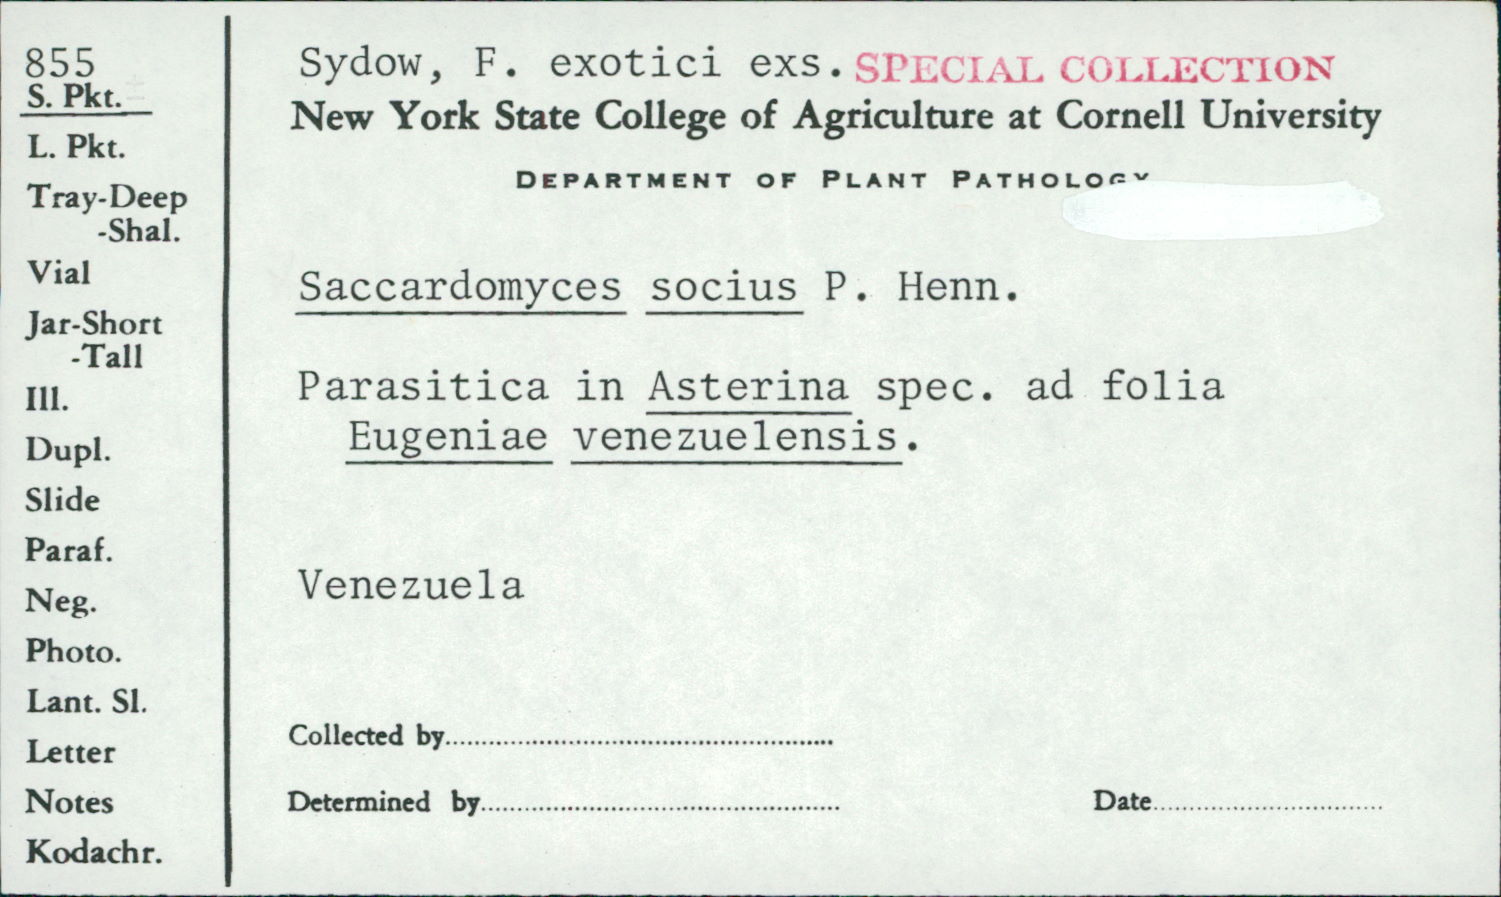 855
S. Pkt.
L. Pkt.
Tray-Deep
-Shal.
Vial
Jar-Short
-Tall
Ill.
Dupl.
Slide
Paraf.
Neg.
Photo.
Lant. Sl.
Letter
Notes
Kodachr.
Sydow, F. exotici exs. SPECIAL COLLECTION
New York State College of Agriculture at Cornell University
DEPARTMENT OF PLANT PATHOLOGY
Saccardomyces socius P. Henn.
Parasitica in Asterina spec. ad folia
Eugeniae venezuelensis.
Venezuela
Collected by
Determined by Date